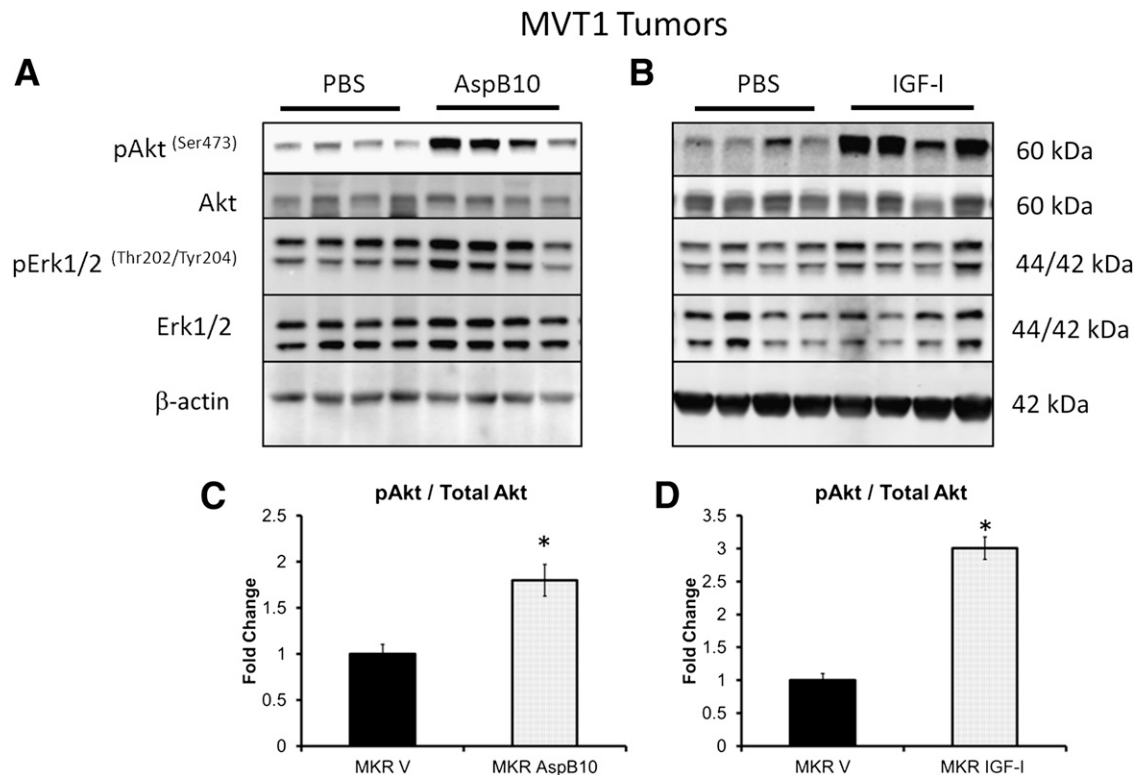 MVT1 Tumors
A
B
PBS AspB10
PBS IGF-I
pAkt (Ser473)
60 kDa
Akt
60 kDa
pErk1/2 (Thr202/Tyr204)
44/42 kDa
Erk1/2
44/42 kDa
β-actin
42 kDa
C
pAkt / Total Akt
Fold Change
2.5
2
1.5
1
0.5
0
MKR V MKR AspB10
*
D
pAkt / Total Akt
Fold Change
3.5
3
2.5
2
1.5
1
0.5
0
MKR V MKR IGF-I
*